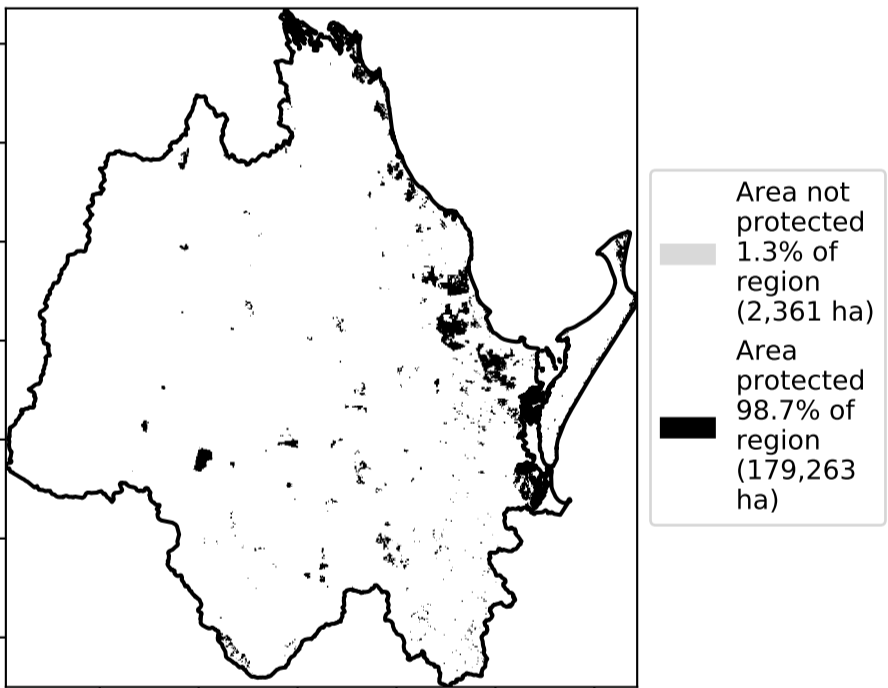 Area not
protected
1.3% of
region
(2,361 ha)
Area
protected
98.7% of
region
(179,263
ha)